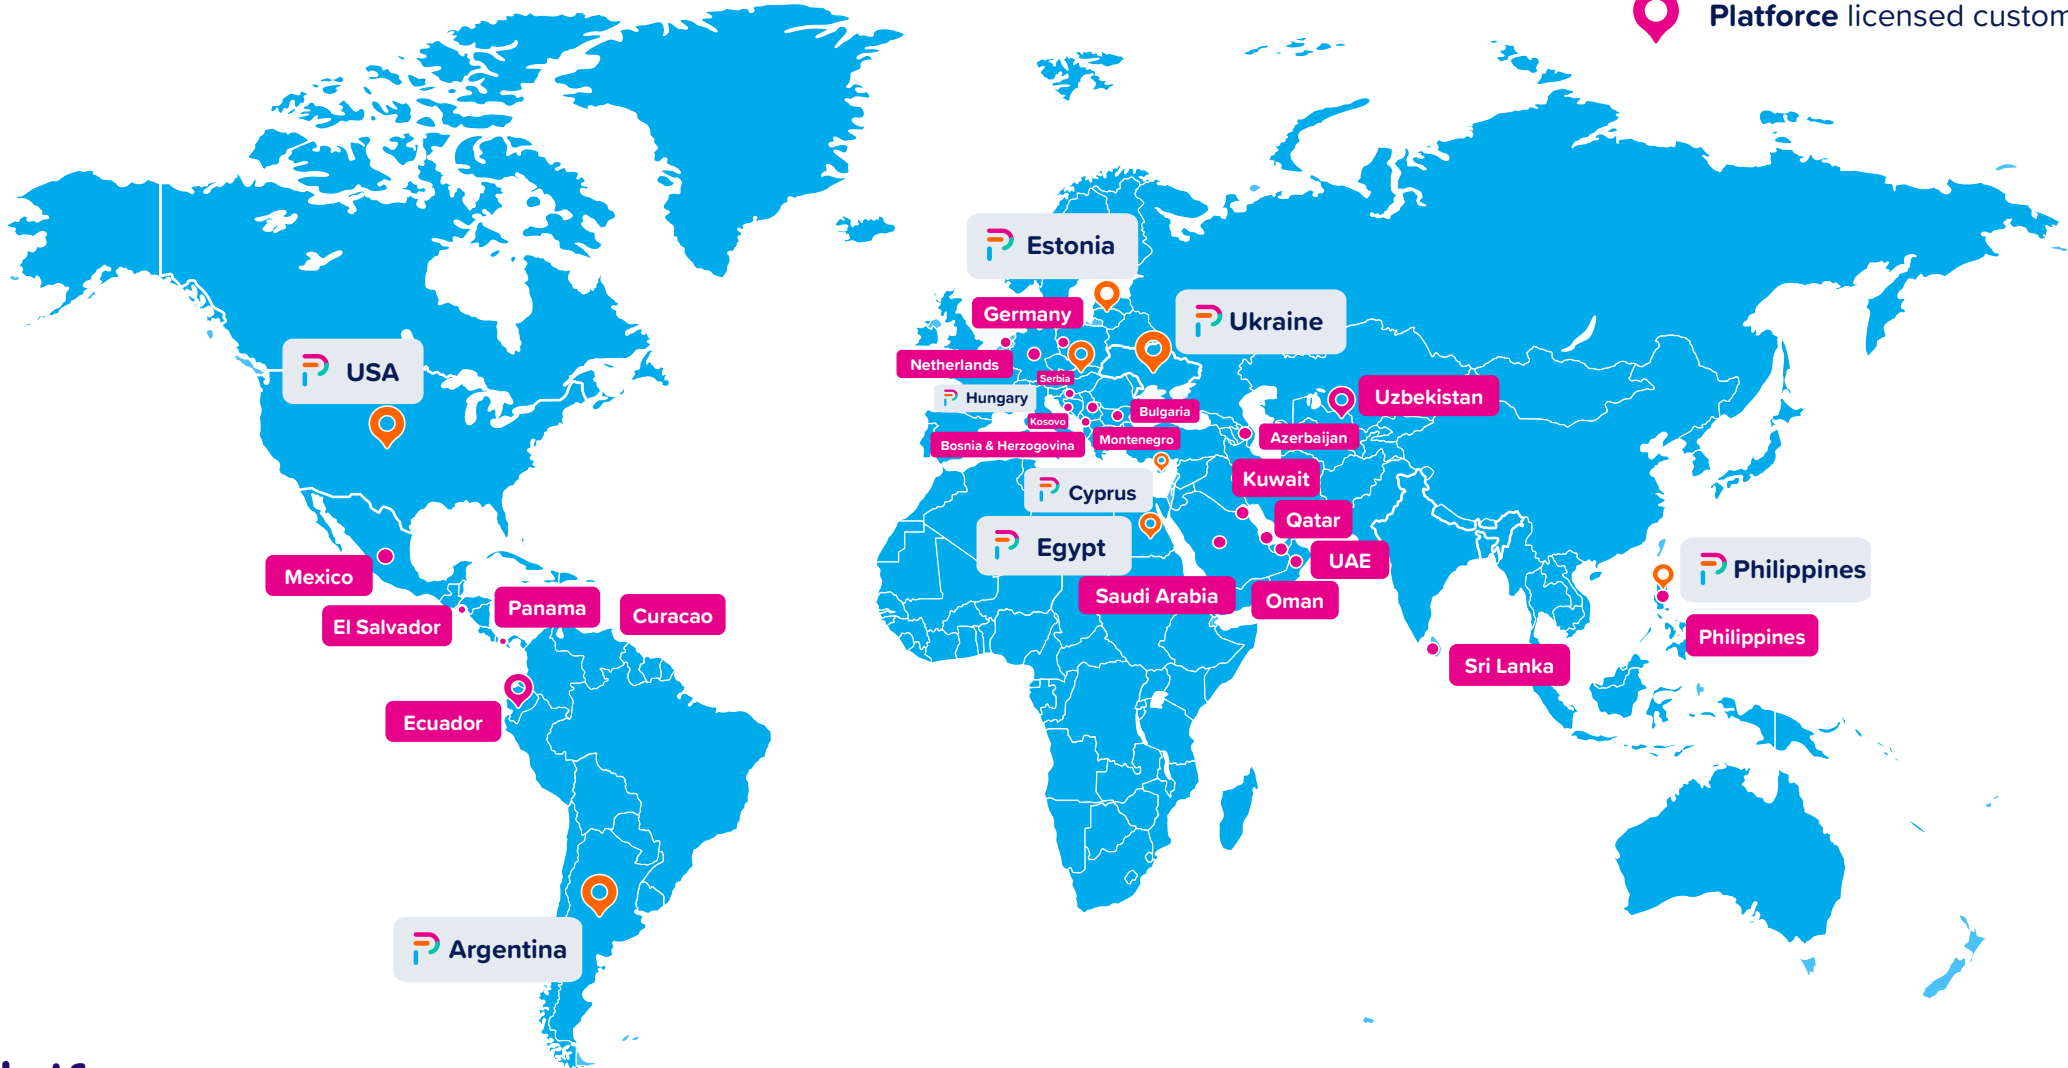 Platforce licensed custom
Estonia
Germany
Ukraine
USA
Netherlands
Serbia
Hungary
Uzbekistan
Kosovo
Bulgaria
Bosnia & Herzogovina
Montenegro
Azerbaijan
Cyprus
Kuwait
Qatar
Egypt
UAE
Mexico
Philippines
Saudi Arabia
Oman
El Salvador
Panama
Curacao
Philippines
Sri Lanka
Ecuador
Argentina